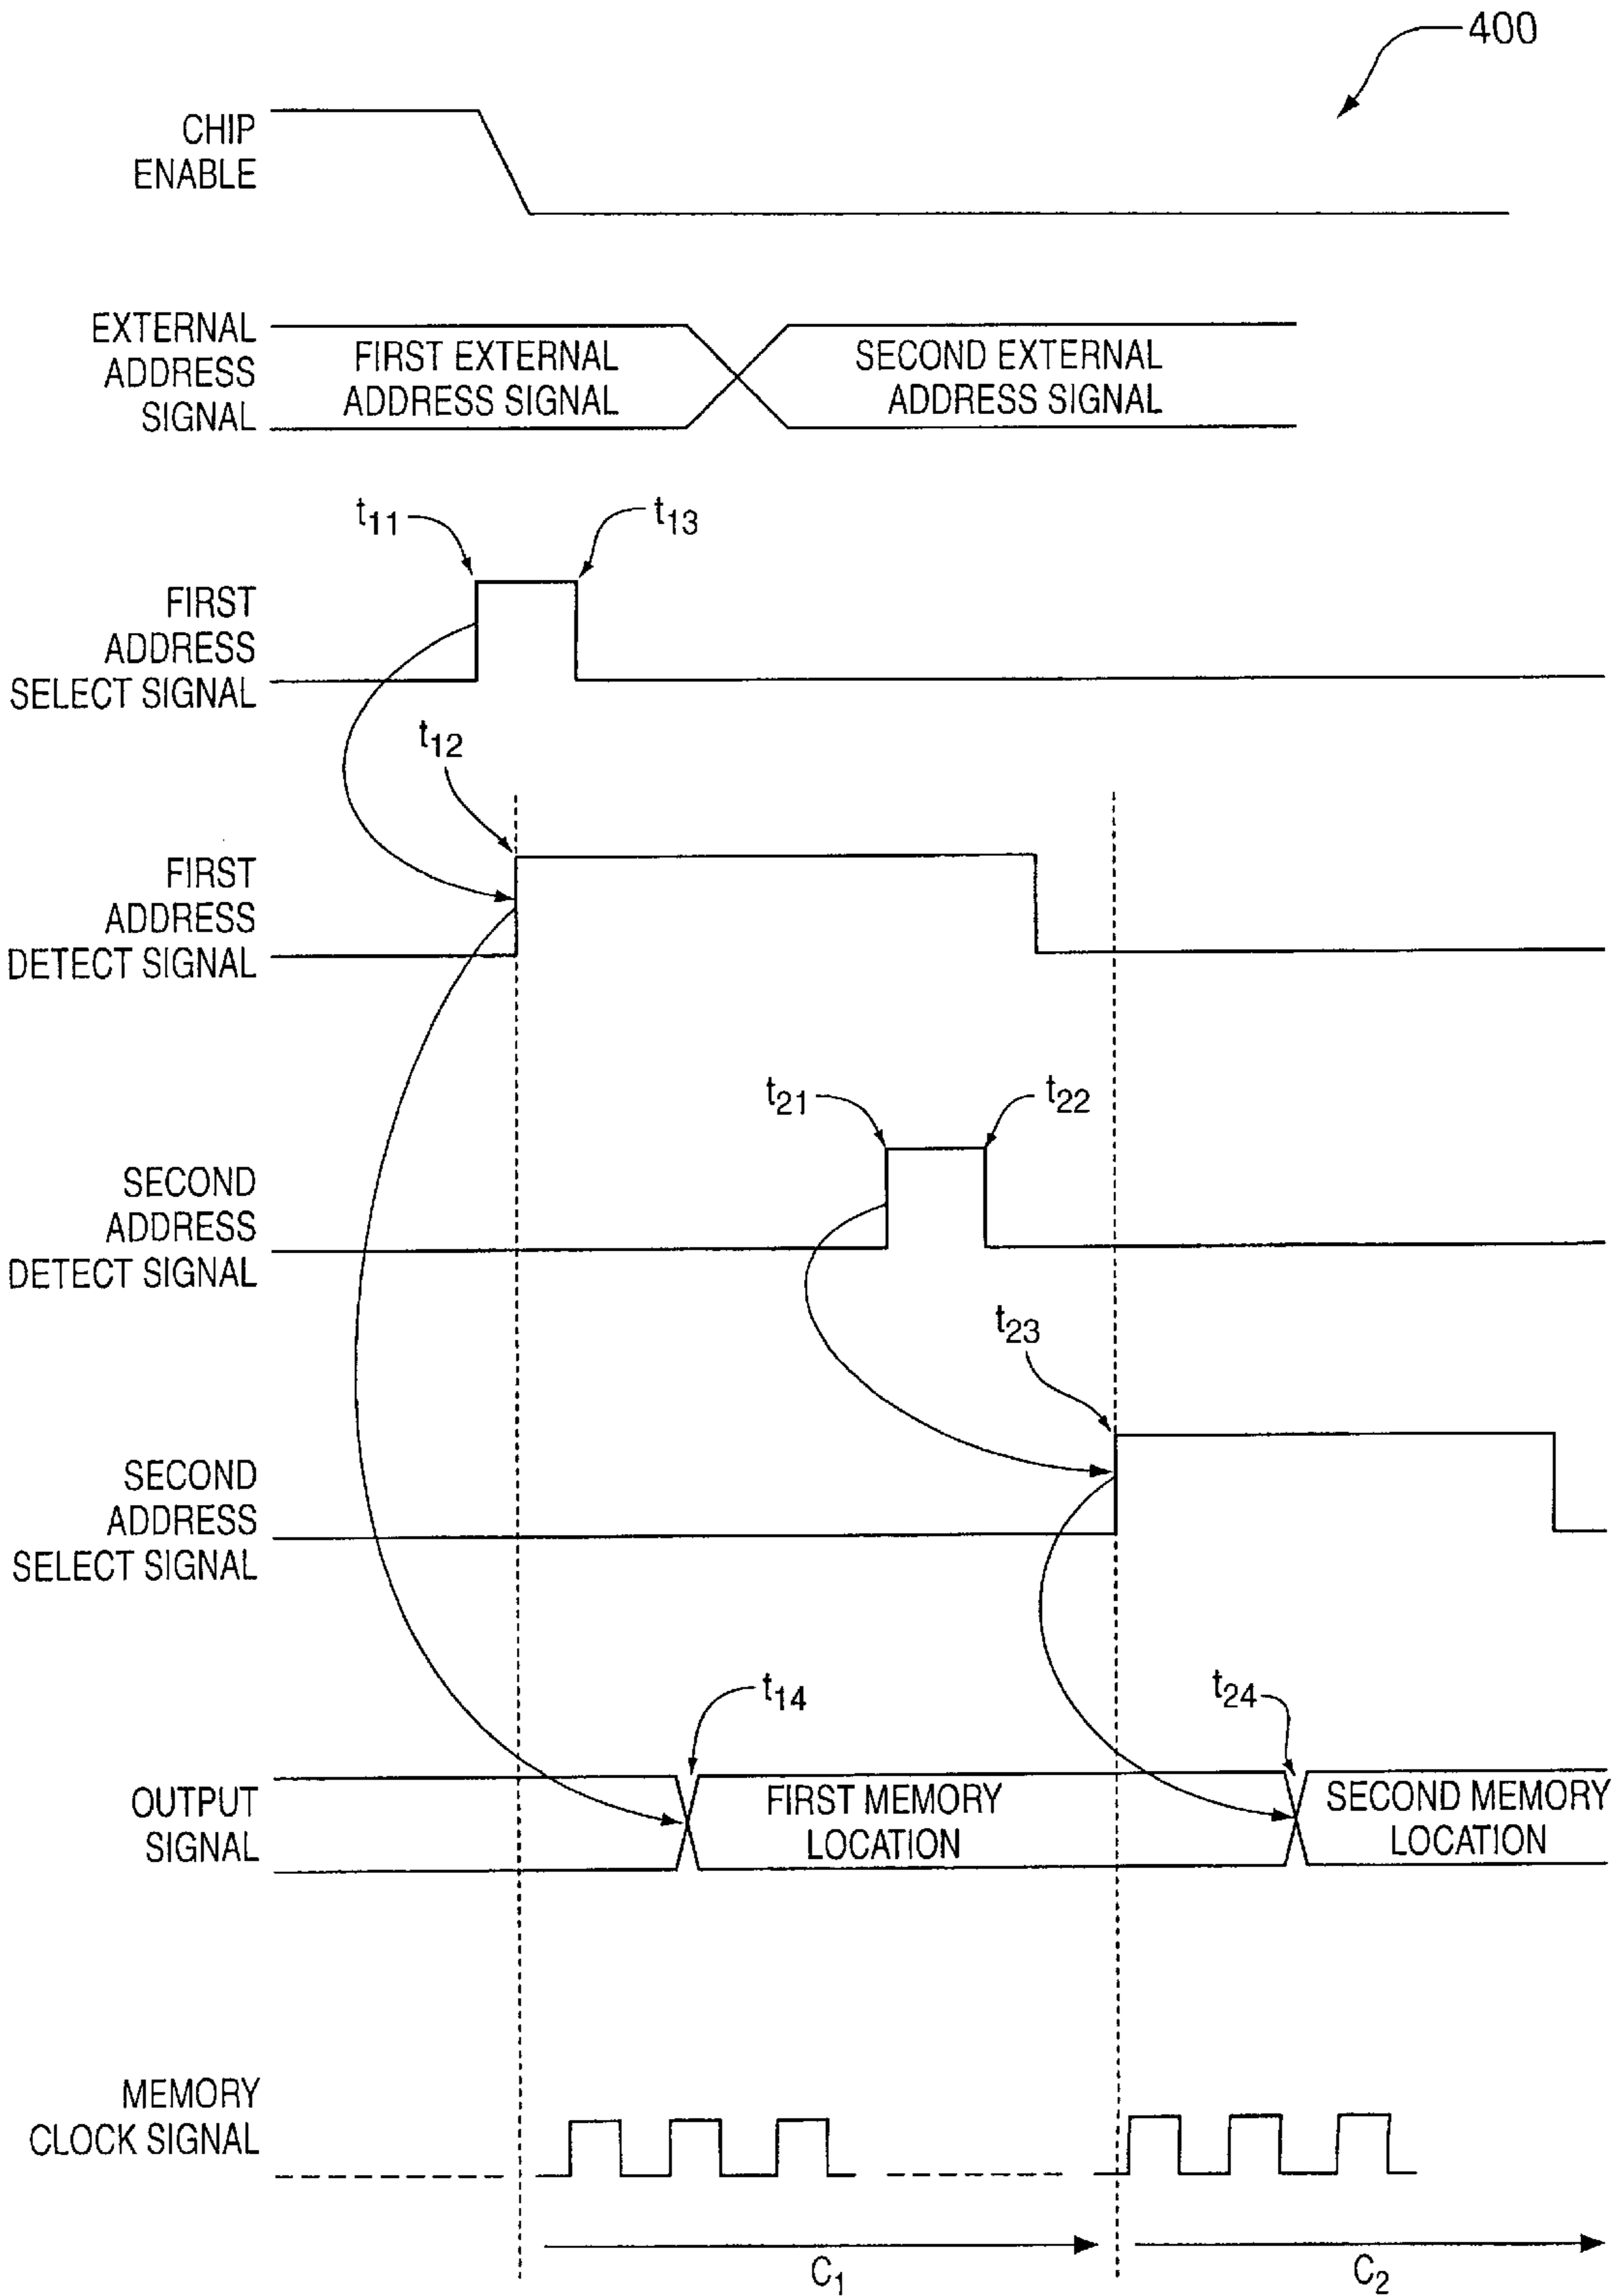 400
CHIP
ENABLE
EXTERNAL
ADDRESS
SIGNAL
FIRST EXTERNAL
ADDRESS SIGNAL
SECOND EXTERNAL
ADDRESS SIGNAL
t11
t13
FIRST
ADDRESS
SELECT SIGNAL
t12
FIRST
ADDRESS
DETECT SIGNAL
t21
t22
SECOND
ADDRESS
DETECT SIGNAL
t23
SECOND
ADDRESS
SELECT SIGNAL
t14
t24
OUTPUT
SIGNAL
FIRST MEMORY
LOCATION
SECOND MEMORY
LOCATION
MEMORY
CLOCK SIGNAL
C1
C2